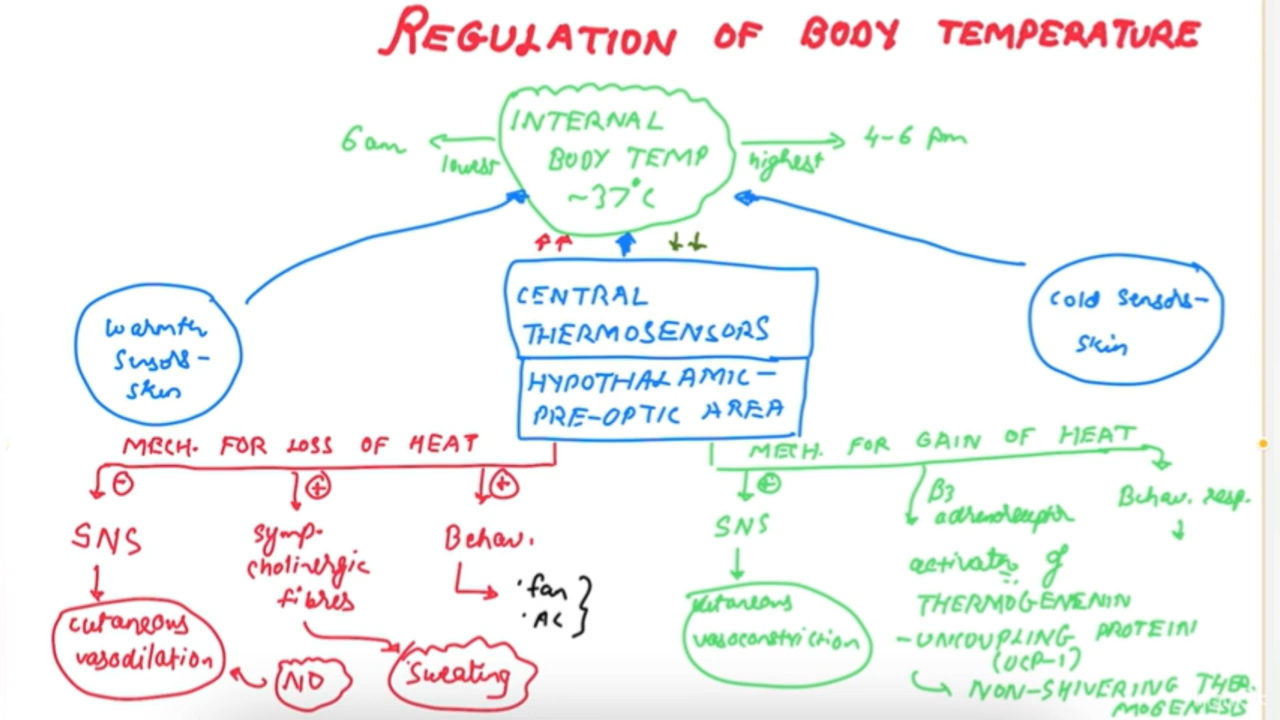 REGULATION OF BODY TEMPERATURE
INTERNAL
BODY TEMP
~37°C
6 am
lowest
highest
4-6 pm
CENTRAL
THERMOSENSORS
HYPOTHALAMIC-
PRE-OPTIC AREA
warmth
sensors-
skin
cold sensors-
skin
MECH. FOR LOSS OF HEAT
SNS
cutaneous
vasodilation
NO
symp.
cholinergic
fibres
Sweating
Behav.
· fan
· AC
MECH. FOR GAIN OF HEAT
SNS
cutaneous
vasoconstriction
β3
adrenoreceptr
activatn of
THERMOGENENIN
-UNCOUPLING PROTEIN
(UCP-1)
NON-SHIVERING THER-
MOGENESIS
Behav. resp.